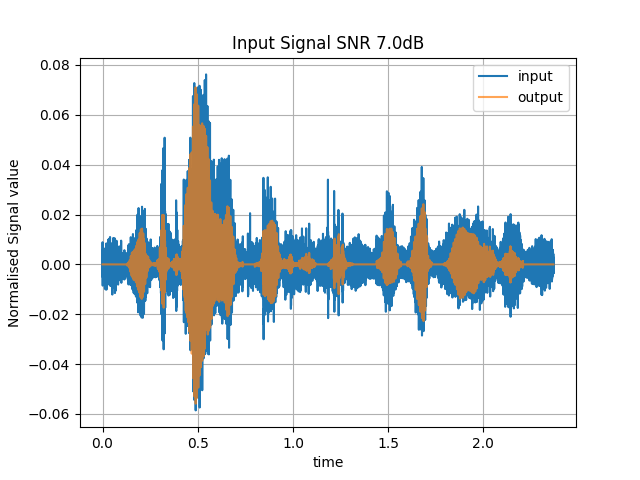 Input Signal SNR 7.0dB
input
output
0.08
0.06
0.04
0.02
0.00
−0.02
−0.04
−0.06
Normalised Signal value
0.0
0.5
1.0
1.5
2.0
time